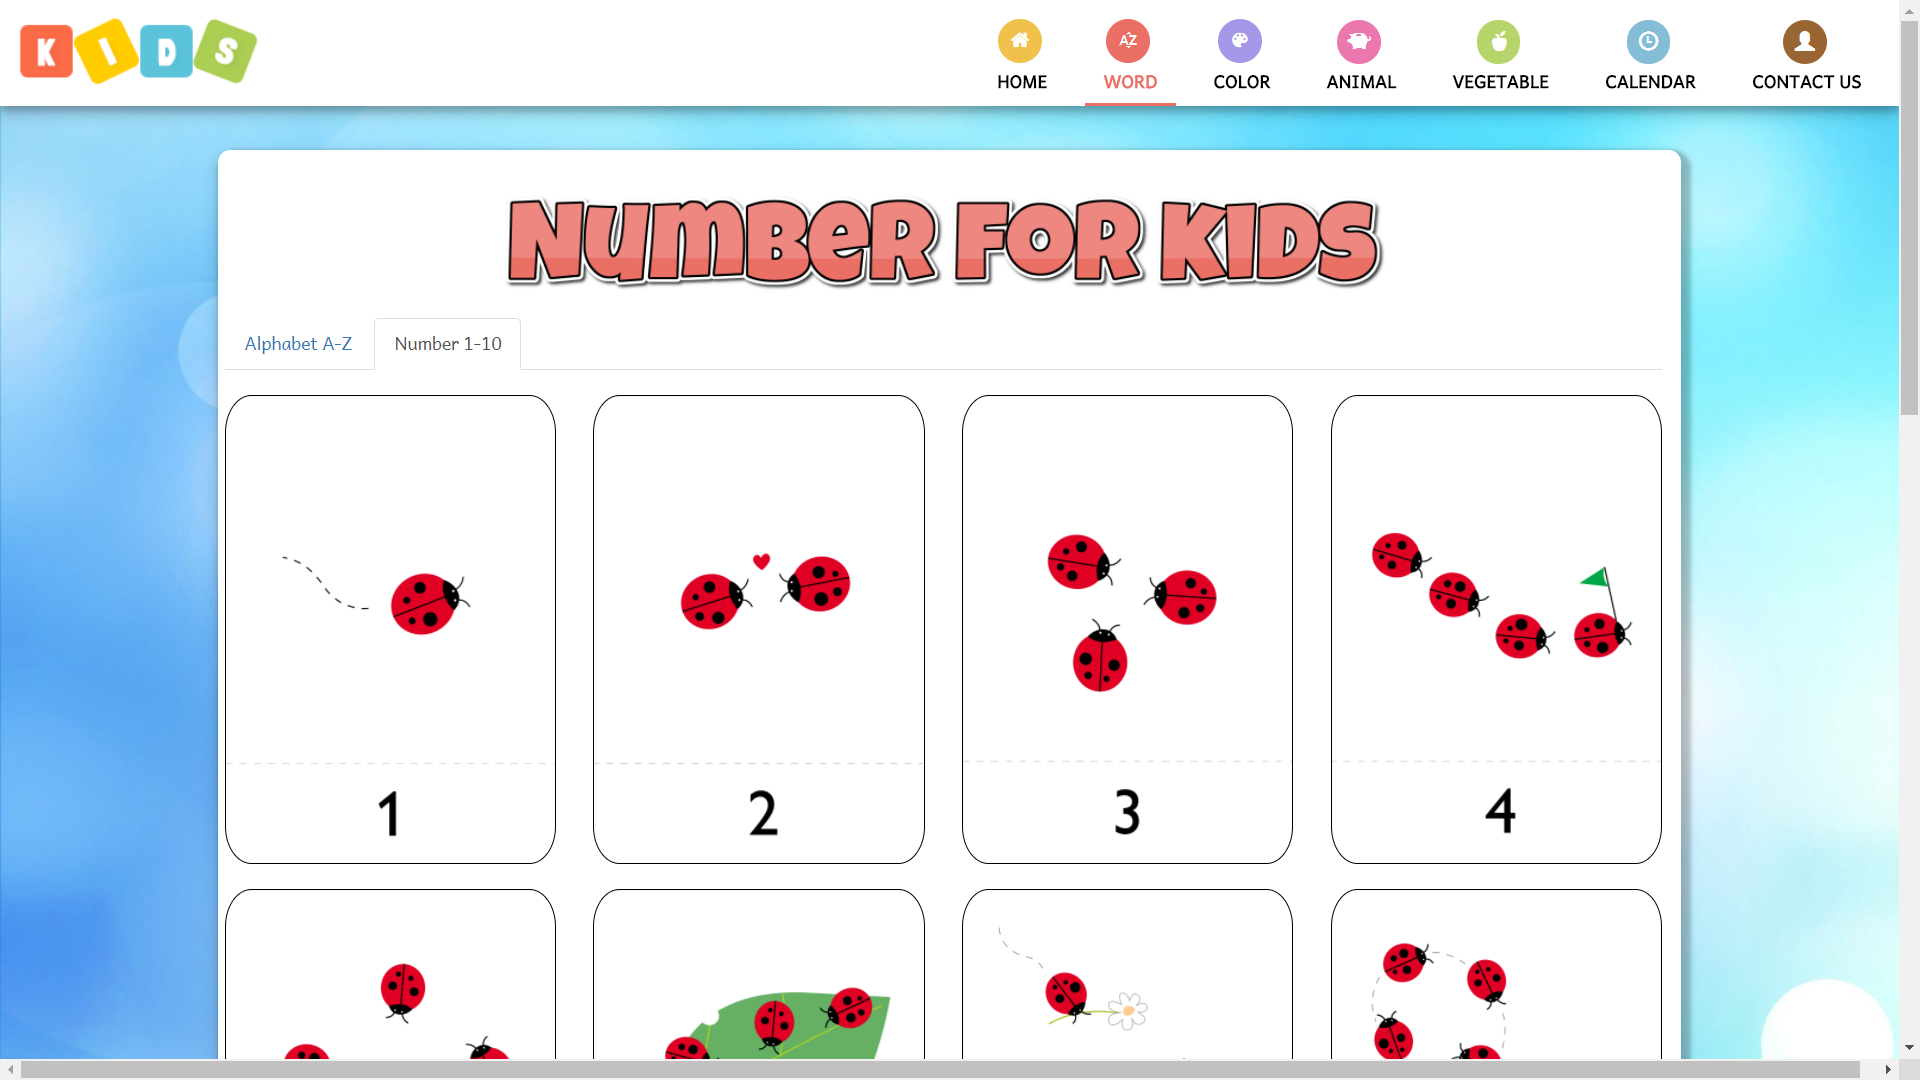 KIDS
HOME
WORD
COLOR
ANIMAL
VEGETABLE
CALENDAR
CONTACT US
NUMBER FOR KIDS
Alphabet A-Z
Number 1-10
1
2
3
4